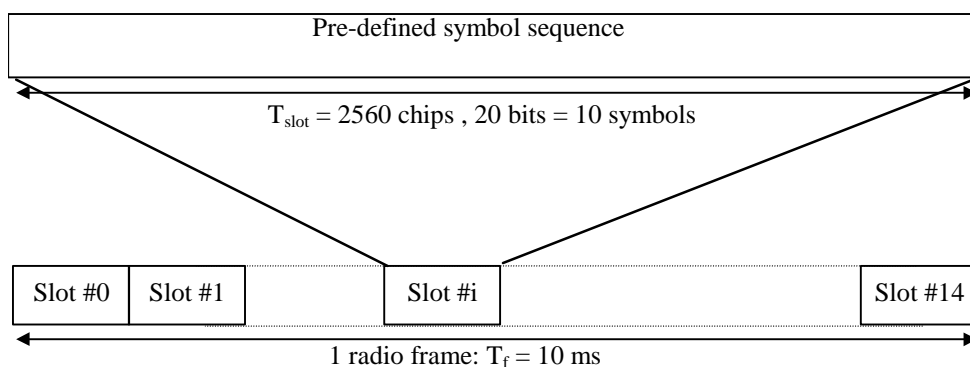 Pre-defined symbol sequence
T_slot = 2560 chips , 20 bits = 10 symbols
Slot #0 Slot #1 Slot #i Slot #14
1 radio frame: T_f = 10 ms